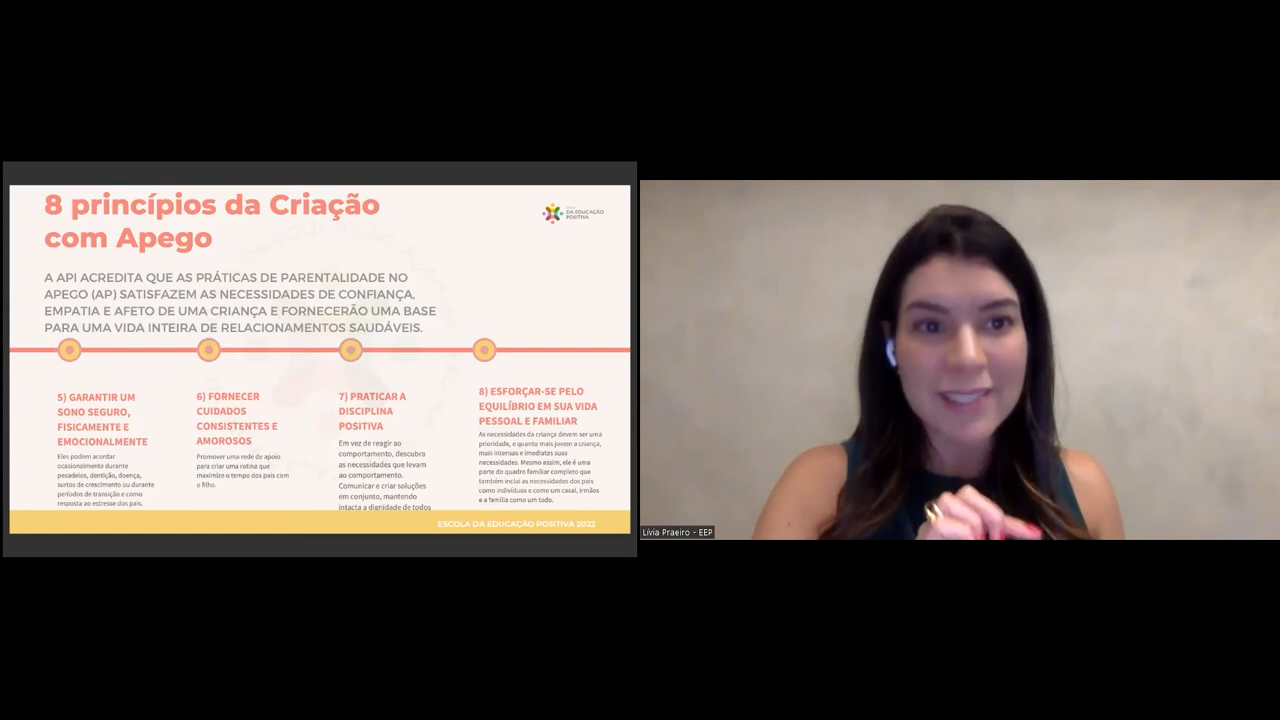 8 princípios da Criação
com Apego
DA EDUCAÇÃO
POSITIVA
A API ACREDITA QUE AS PRÁTICAS DE PARENTALIDADE NO
APEGO (AP) SATISFAZEM AS NECESSIDADES DE CONFIANÇA,
EMPATIA E AFETO DE UMA CRIANÇA E FORNECERÃO UMA BASE
PARA UMA VIDA INTEIRA DE RELACIONAMENTOS SAUDÁVEIS.
5) GARANTIR UM
SONO SEGURO,
FISICAMENTE E
EMOCIONALMENTE
Eles podem acordar
ocasionalmente durante
pesadelos, dentição, doença,
surtos de crescimento ou durante
períodos de transição e como
resposta ao estresse dos pais.
6) FORNECER
CUIDADOS
CONSISTENTES E
AMOROSOS
Promover uma rede de apoio
para criar uma rotina que
maximize o tempo dos pais com
o filho.
7) PRATICAR A
DISCIPLINA
POSITIVA
Em vez de reagir ao
comportamento, descubra
as necessidades que levam
ao comportamento.
Comunicar e criar soluções
em conjunto, mantendo
intacta a dignidade de todos
8) ESFORÇAR-SE PELO
EQUILÍBRIO EM SUA VIDA
PESSOAL E FAMILIAR
As necessidades da criança devem ser uma
prioridade, e quanto mais jovem a criança,
mais intensas e imediatas suas
necessidades. Mesmo assim, ele é uma
parte do quadro familiar completo que
também inclui as necessidades dos pais
como indivíduos e como um casal, irmãos
e a família como um todo.
ESCOLA DA EDUCAÇÃO POSITIVA 2022
Lívia Praeiro - EEP